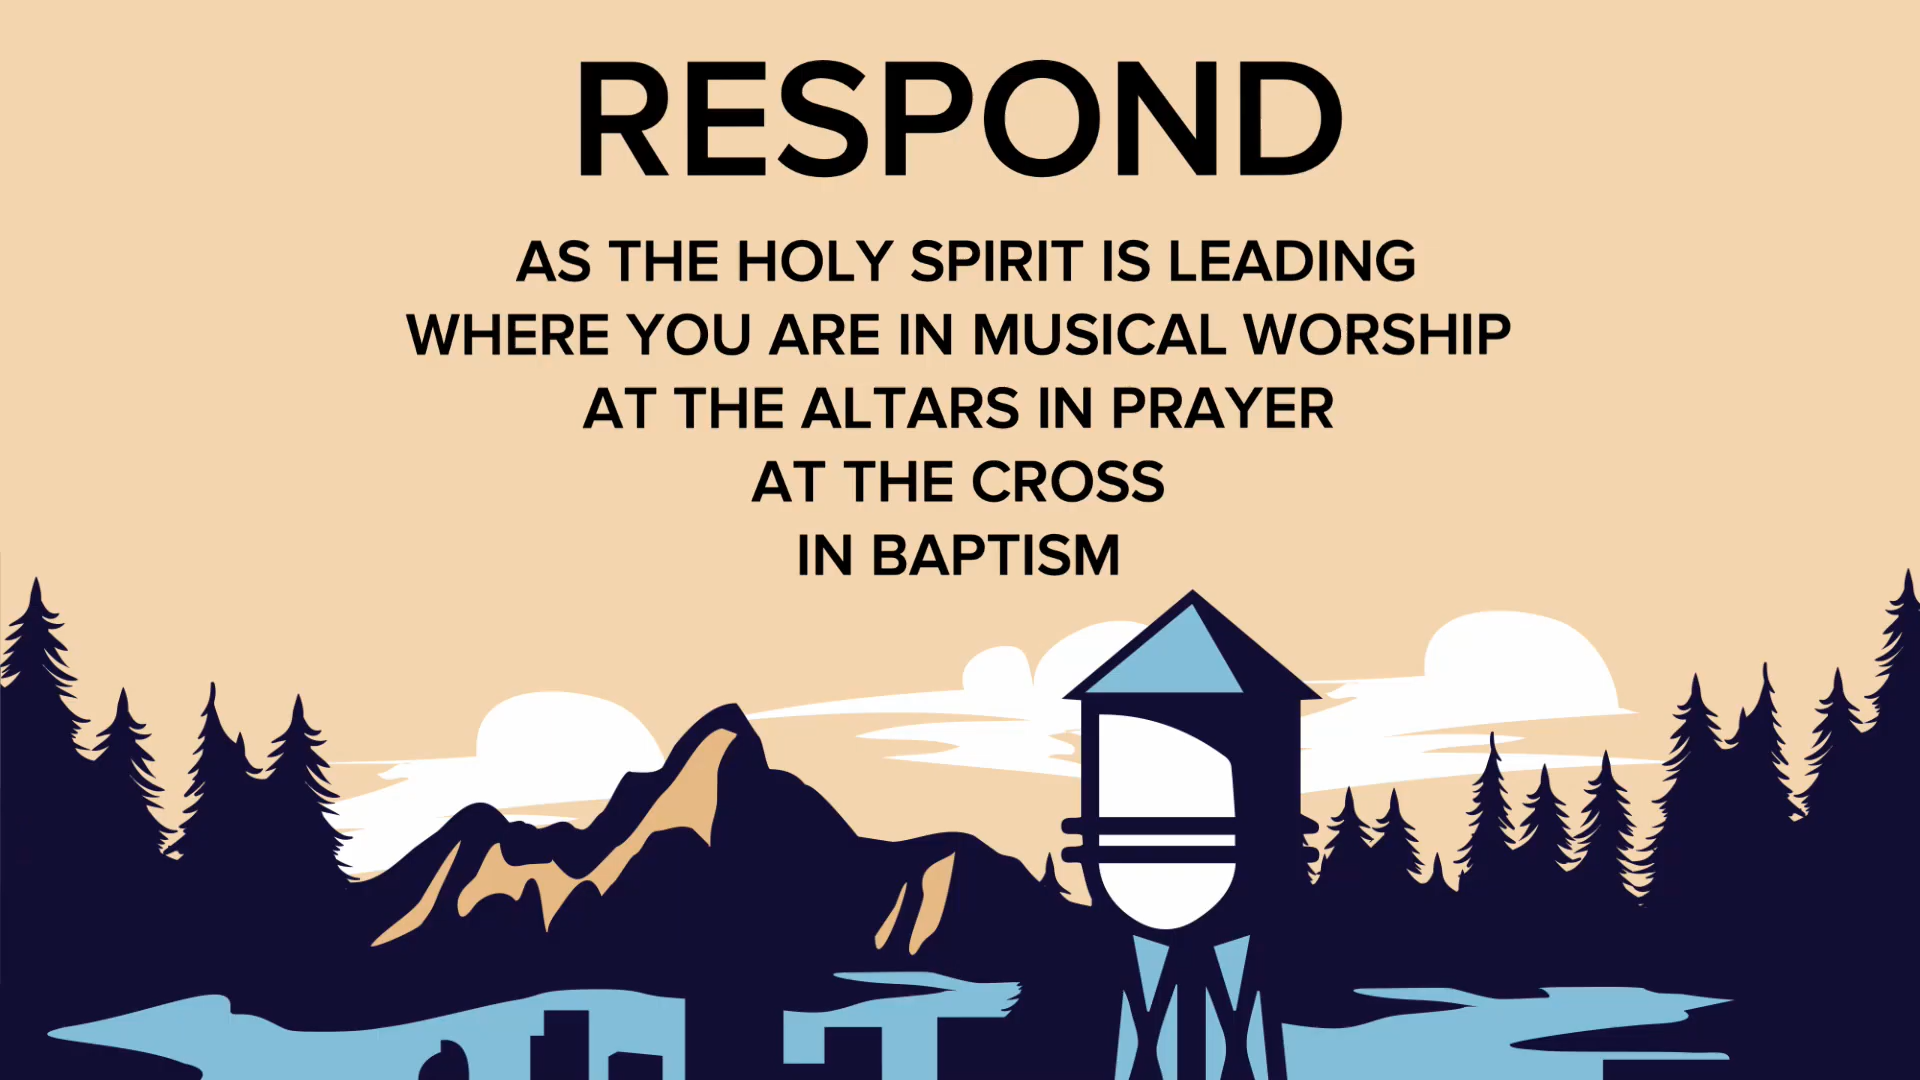 RESPOND
AS THE HOLY SPIRIT IS LEADING
WHERE YOU ARE IN MUSICAL WORSHIP
AT THE ALTARS IN PRAYER
AT THE CROSS
IN BAPTISM